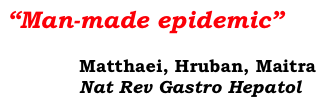 “Man-made epidemic”
Matthaei, Hruban, Maitra
Nat Rev Gastro Hepatol